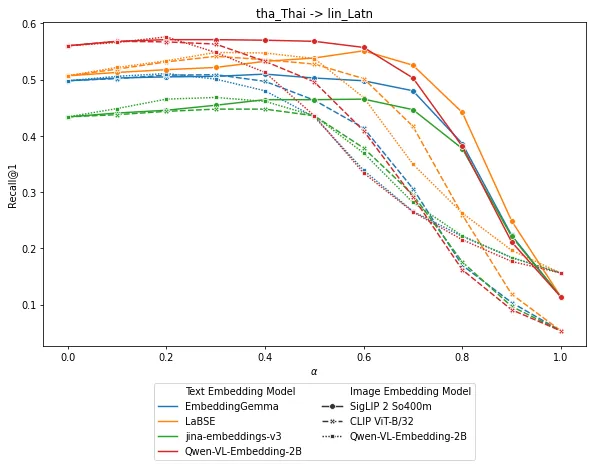 tha_Thai -> lin_Latn
0.6
0.5
0.4
0.3
0.2
0.1
Recall@1
0.0 0.2 0.4 0.6 0.8 1.0
α
Text Embedding Model Image Embedding Model
EmbeddingGemma SigLIP 2 So400m
LaBSE CLIP ViT-B/32
jina-embeddings-v3 Qwen-VL-Embedding-2B
Qwen-VL-Embedding-2B